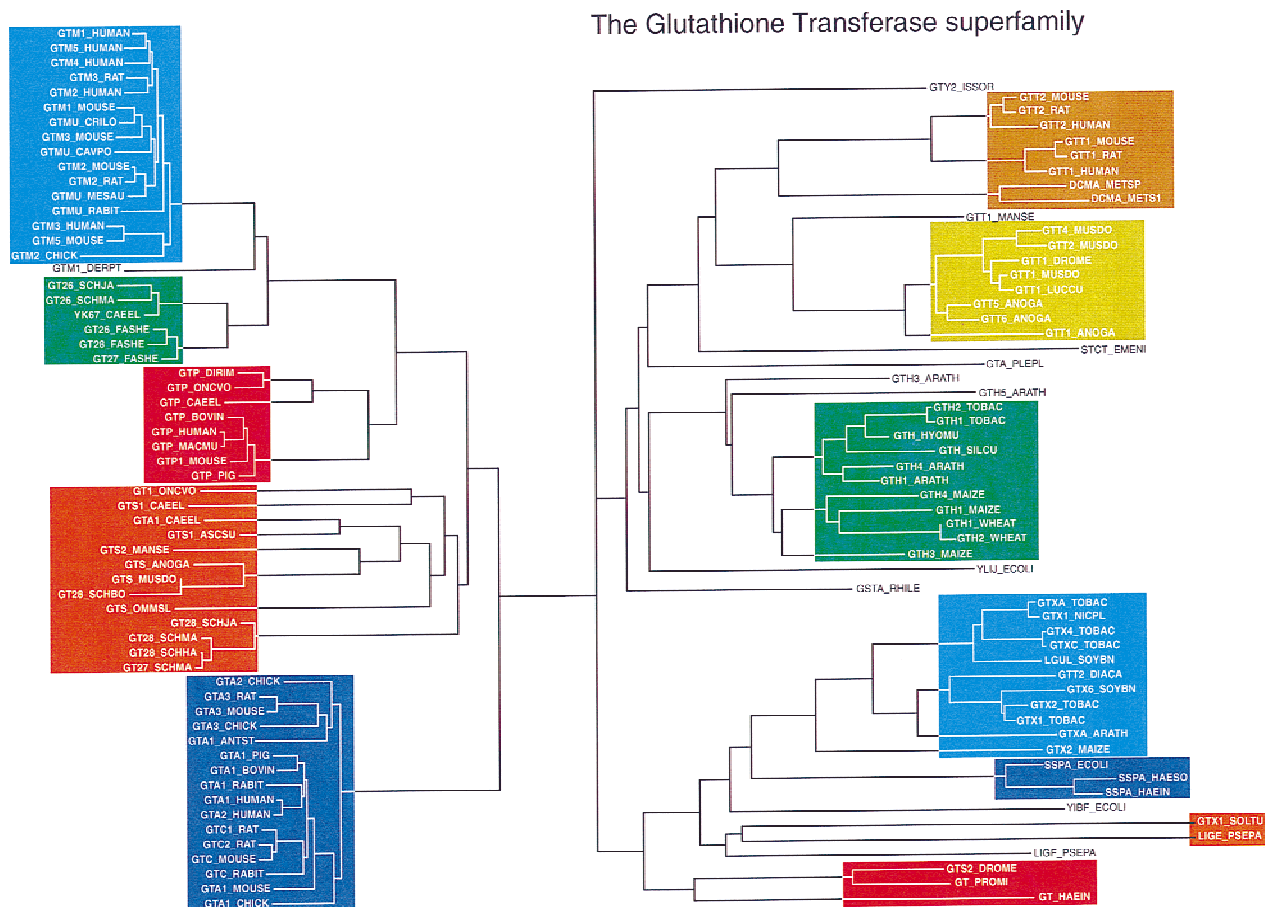 The Glutathione Transferase superfamily
GTM1_HUMAN
GTM5_HUMAN
GTM4_HUMAN
GTM3_RAT
GTM2_HUMAN
GTM1_MOUSE
GTMU_CRILO
GTM3_MOUSE
GTMU_CAVPO
GTM2_MOUSE
GTM2_RAT
GTMU_MESAU
GTMU_RABIT
GTM3_HUMAN
GTM5_MOUSE
GTM2_CHICK
GTM1_DERPT
GT26_SCHJA
GT26_SCHMA
YK67_CAEEL
GT26_FASHE
GT28_FASHE
GT27_FASHE
GTP_DIRIM
GTP_ONCVO
GTP_CAEEL
GTP_BOVIN
GTP_HUMAN
GTP_MACMU
GTP1_MOUSE
GTP_PIG
GT1_ONCVO
GTS1_CAEEL
GTA1_CAEEL
GTS1_ASCSU
GTS2_MANSE
GTS_ANOGA
GTS_MUSDO
GT28_SCHBO
GTS_OMMSL
GT28_SCHJA
GT28_SCHMA
GT28_SCHHA
GT27_SCHMA
GTA2_CHICK
GTA3_RAT
GTA3_MOUSE
GTA3_CHICK
GTA1_ANTST
GTA1_PIG
GTA1_BOVIN
GTA1_RABIT
GTA1_HUMAN
GTA2_HUMAN
GTC1_RAT
GTC2_RAT
GTC_MOUSE
GTC_RABIT
GTA1_MOUSE
GTA1_CHICK
GTY2_ISSOR
GTT2_MOUSE
GTT2_RAT
GTT2_HUMAN
GTT1_MOUSE
GTT1_RAT
GTT1_HUMAN
DCMA_METSP
DCMA_METS1
GTT1_MANSE
GTT4_MUSDO
GTT2_MUSDO
GTT1_DROME
GTT1_MUSDO
GTT1_LUCCU
GTT5_ANOGA
GTT6_ANOGA
GTT1_ANOGA
STCT_EMENI
GTA_PLEPL
GTH3_ARATH
GTH5_ARATH
GTH2_TOBAC
GTH1_TOBAC
GTH_HYOMU
GTH_SILCU
GTH4_ARATH
GTH1_ARATH
GTH4_MAIZE
GTH1_MAIZE
GTH1_WHEAT
GTH2_WHEAT
GTH3_MAIZE
YLIJ_ECOLI
GSTA_RHILE
GTXA_TOBAC
GTX1_NICPL
GTX4_TOBAC
GTXC_TOBAC
LGUL_SOYBN
GTT2_DIACA
GTX6_SOYBN
GTX2_TOBAC
GTX1_TOBAC
GTXA_ARATH
GTX2_MAIZE
SSPA_ECOLI
SSPA_HAESO
SSPA_HAEIN
YIBF_ECOLI
GTX1_SOLTU
LIGE_PSEPA
LIGF_PSEPA
GTS2_DROME
GT_PROMI
GT_HAEIN